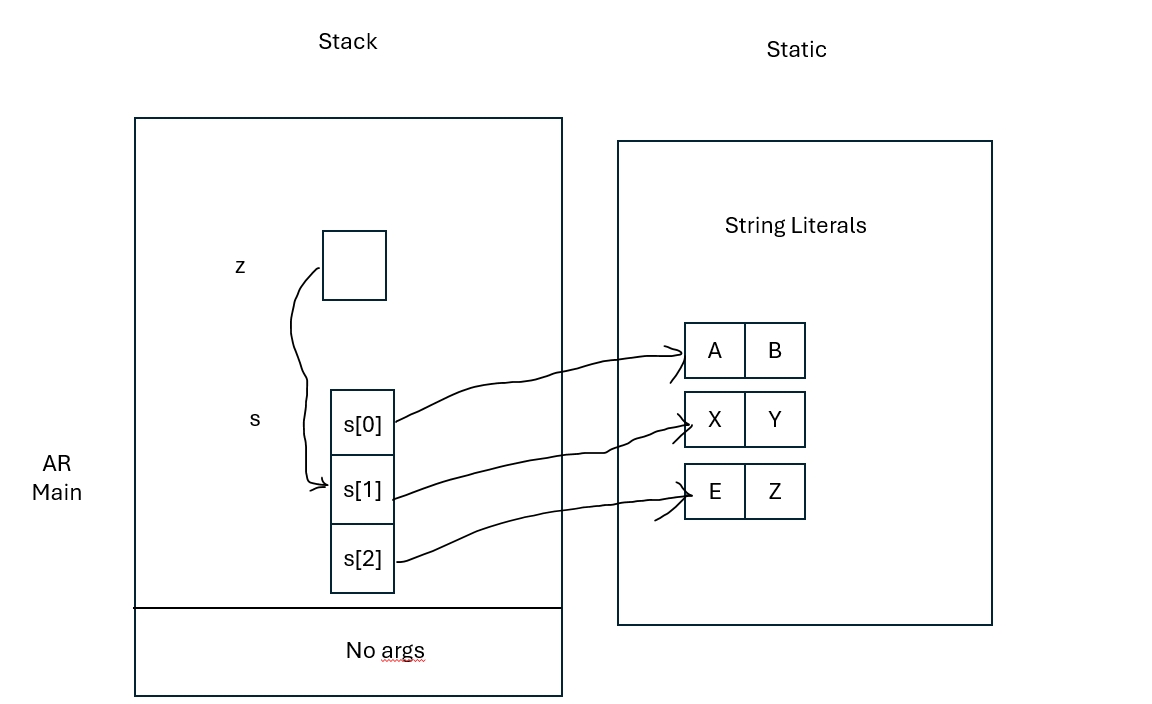 Stack
Static
String Literals
z
A B
s
s[0]
X Y
AR
Main
s[1]
E Z
s[2]
No args